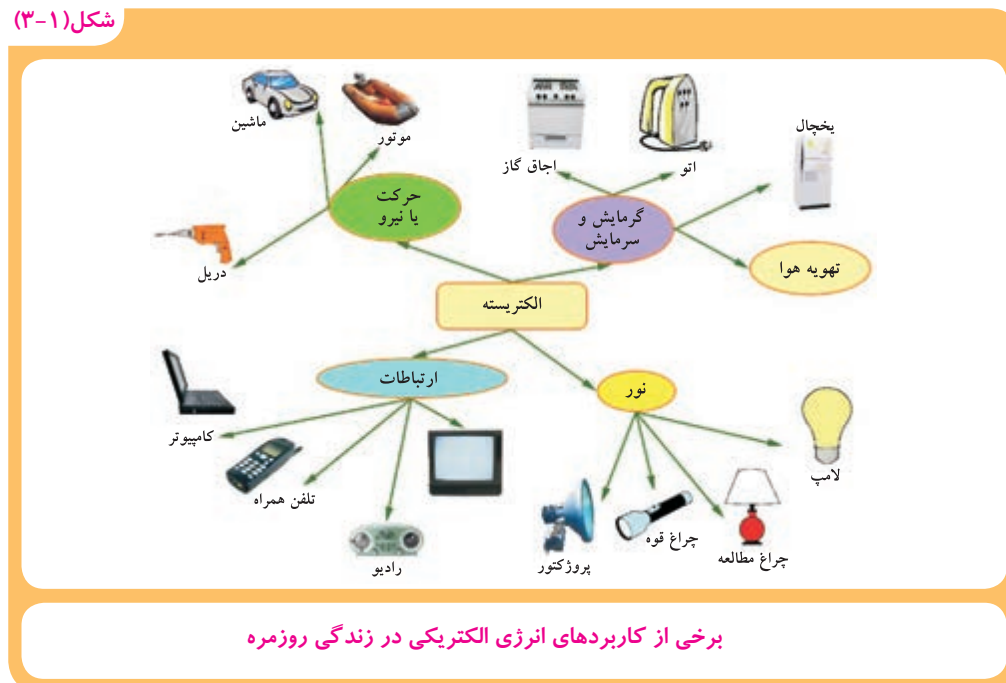 شکل(۱-۳)
ماشین
موتور
اجاق گاز
اتو
یخچال
حرکت
یا نیرو
گرمایش و
سرمایش
دریل
تهویه هوا
الکتریسته
ارتباطات
نور
کامپیوتر
تلفن همراه
رادیو
پروژکتور
چراغ قوه
چراغ مطالعه
لامپ
برخی از کاربردهای انرژی الکتریکی در زندگی روزمره